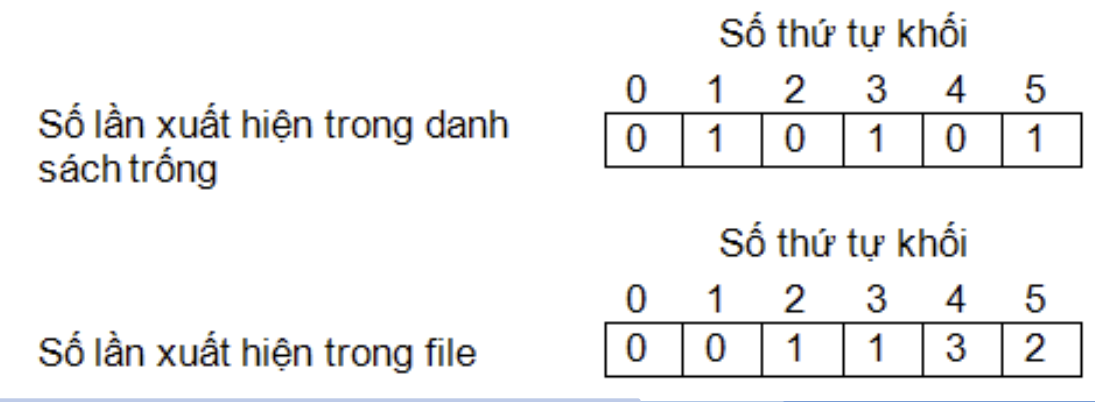 Số thứ tự khối
0 1 2 3 4 5
Số lần xuất hiện trong danh
sách trống
0 1 0 1 0 1
Số thứ tự khối
0 1 2 3 4 5
Số lần xuất hiện trong file
0 0 1 1 3 2